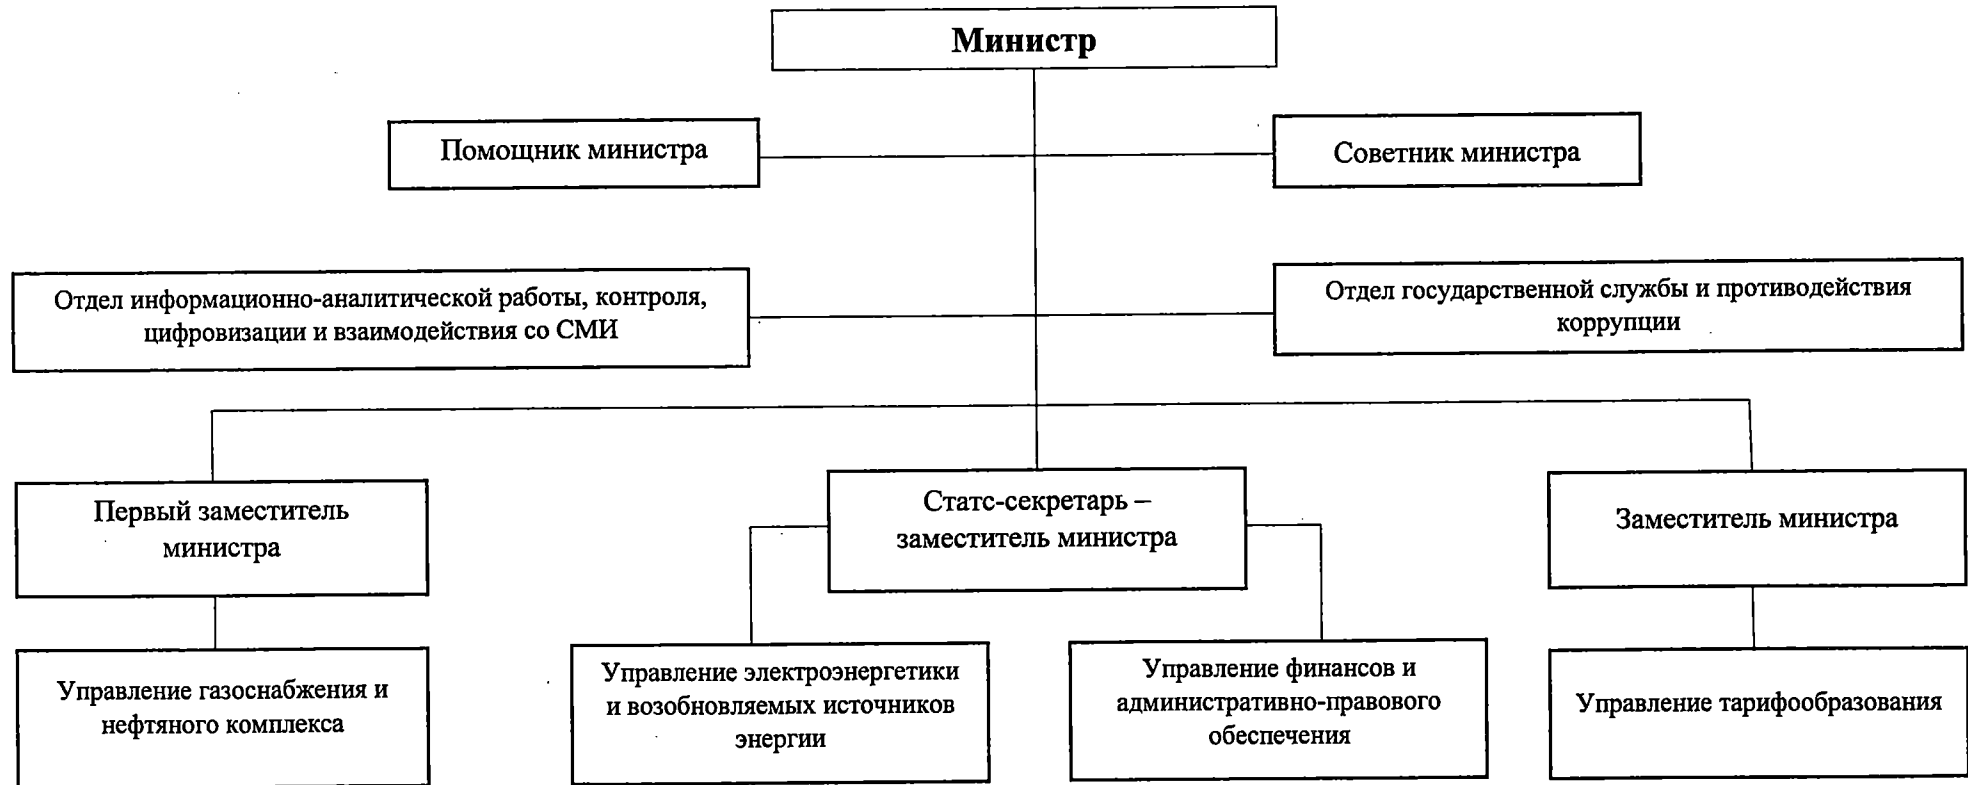 Министр
Помощник министра
Советник министра
Отдел информационно-аналитической работы, контроля,
цифровизации и взаимодействия со СМИ
Отдел государственной службы и противодействия
коррупции
Первый заместитель
министра
Статс-секретарь –
заместитель министра
Заместитель министра
Управление газоснабжения и
нефтяного комплекса
Управление электроэнергетики
и возобновляемых источников
энергии
Управление финансов и
административно-правового
обеспечения
Управление тарифообразования